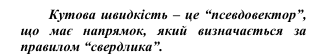 Кутова швидкість – це “псевдовектор”,
що має напрямок, який визначається за
правилом “свердлика”.